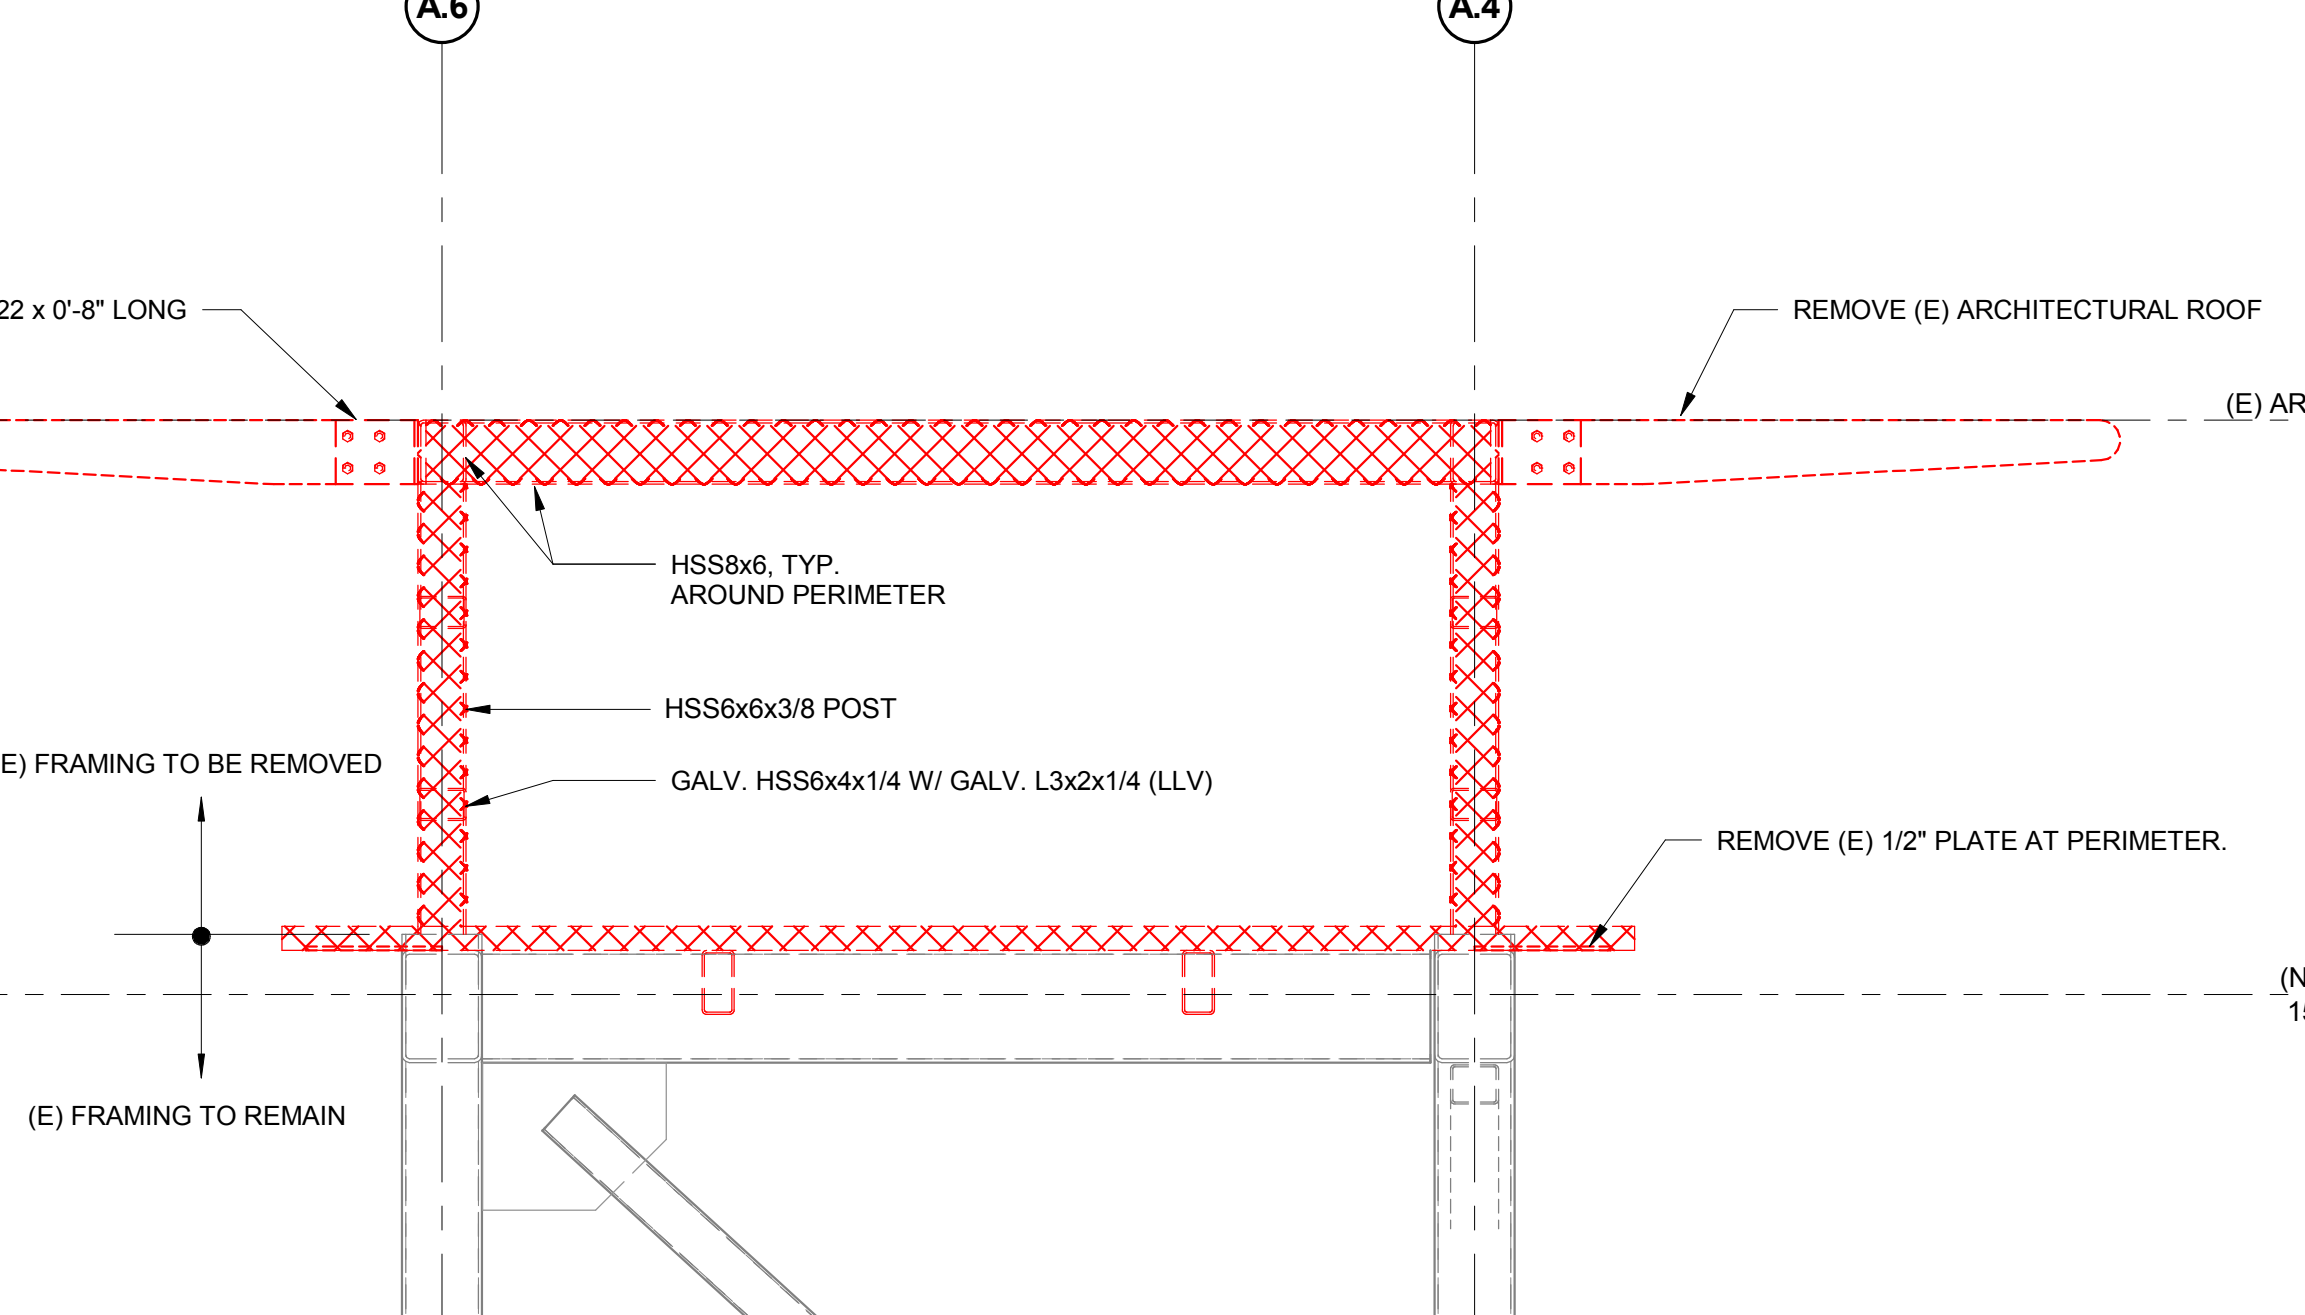 A.6
A.4
22 x 0'-8" LONG
REMOVE (E) ARCHITECTURAL ROOF
(E) AR
HSS8x6, TYP.
AROUND PERIMETER
HSS6x6x3/8 POST
E) FRAMING TO BE REMOVED
GALV. HSS6x4x1/4 W/ GALV. L3x2x1/4 (LLV)
REMOVE (E) 1/2" PLATE AT PERIMETER.
(N
15
(E) FRAMING TO REMAIN